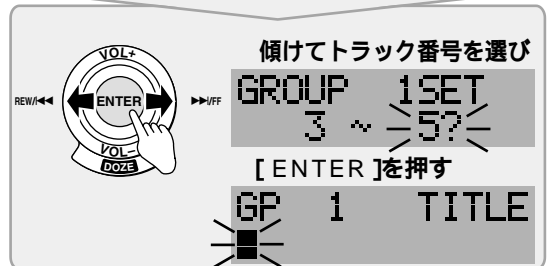 傾けてトラック番号を選び
VOL+
REW/⏮
ENTER
⏭/FF
VOL–
DOZE
GROUP 1SET
3 ~ 5?
[ ENTER ]を押す
GP 1 TITLE